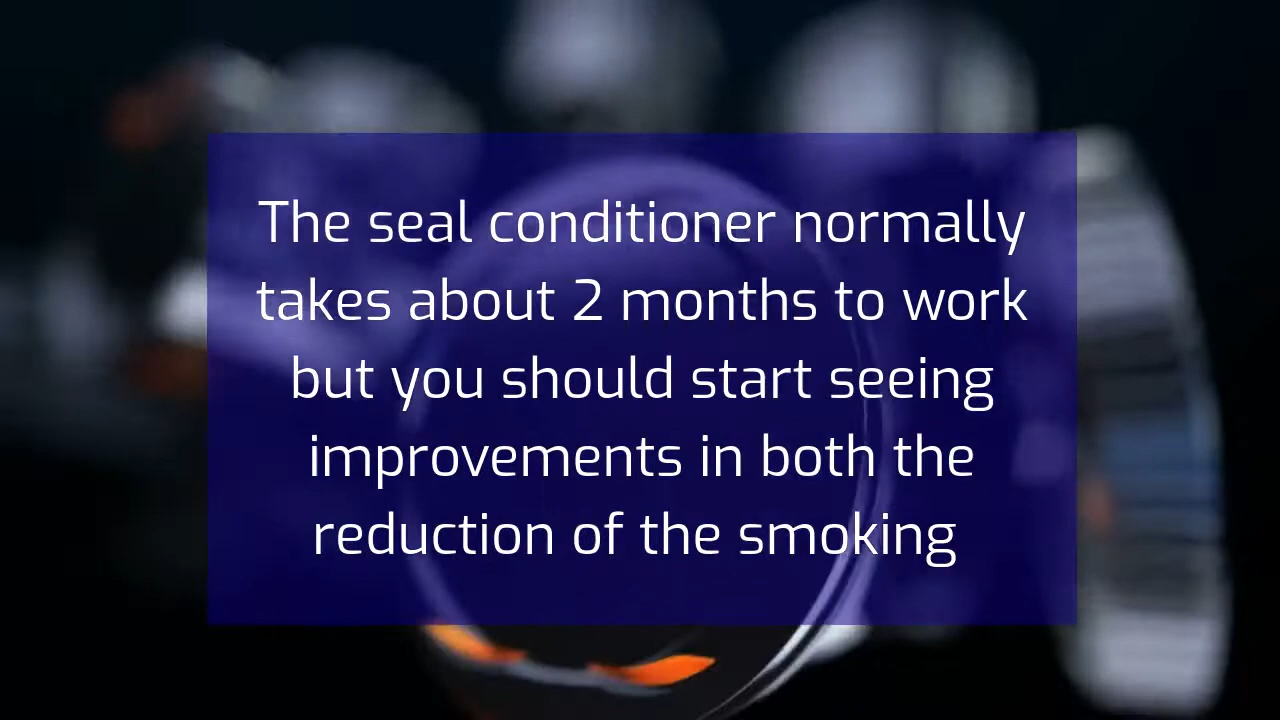 The seal conditioner normally
takes about 2 months to work
but you should start seeing
improvements in both the
reduction of the smoking